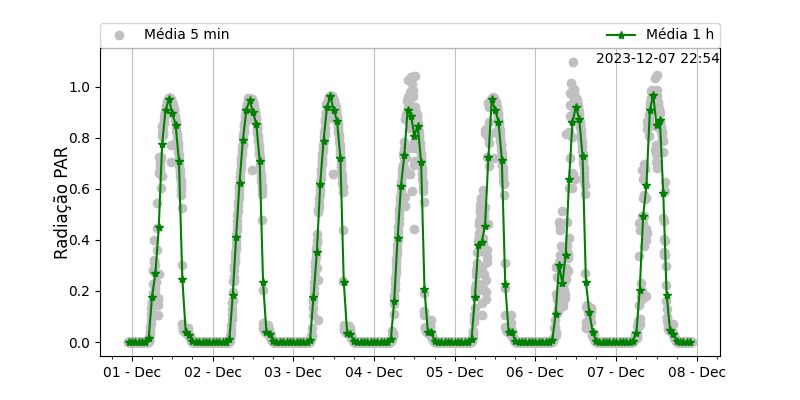 Média 5 min
Média 1 h
2023-12-07 22:54
Radiação PAR
1.0
0.8
0.6
0.4
0.2
0.0
01 - Dec
02 - Dec
03 - Dec
04 - Dec
05 - Dec
06 - Dec
07 - Dec
08 - Dec